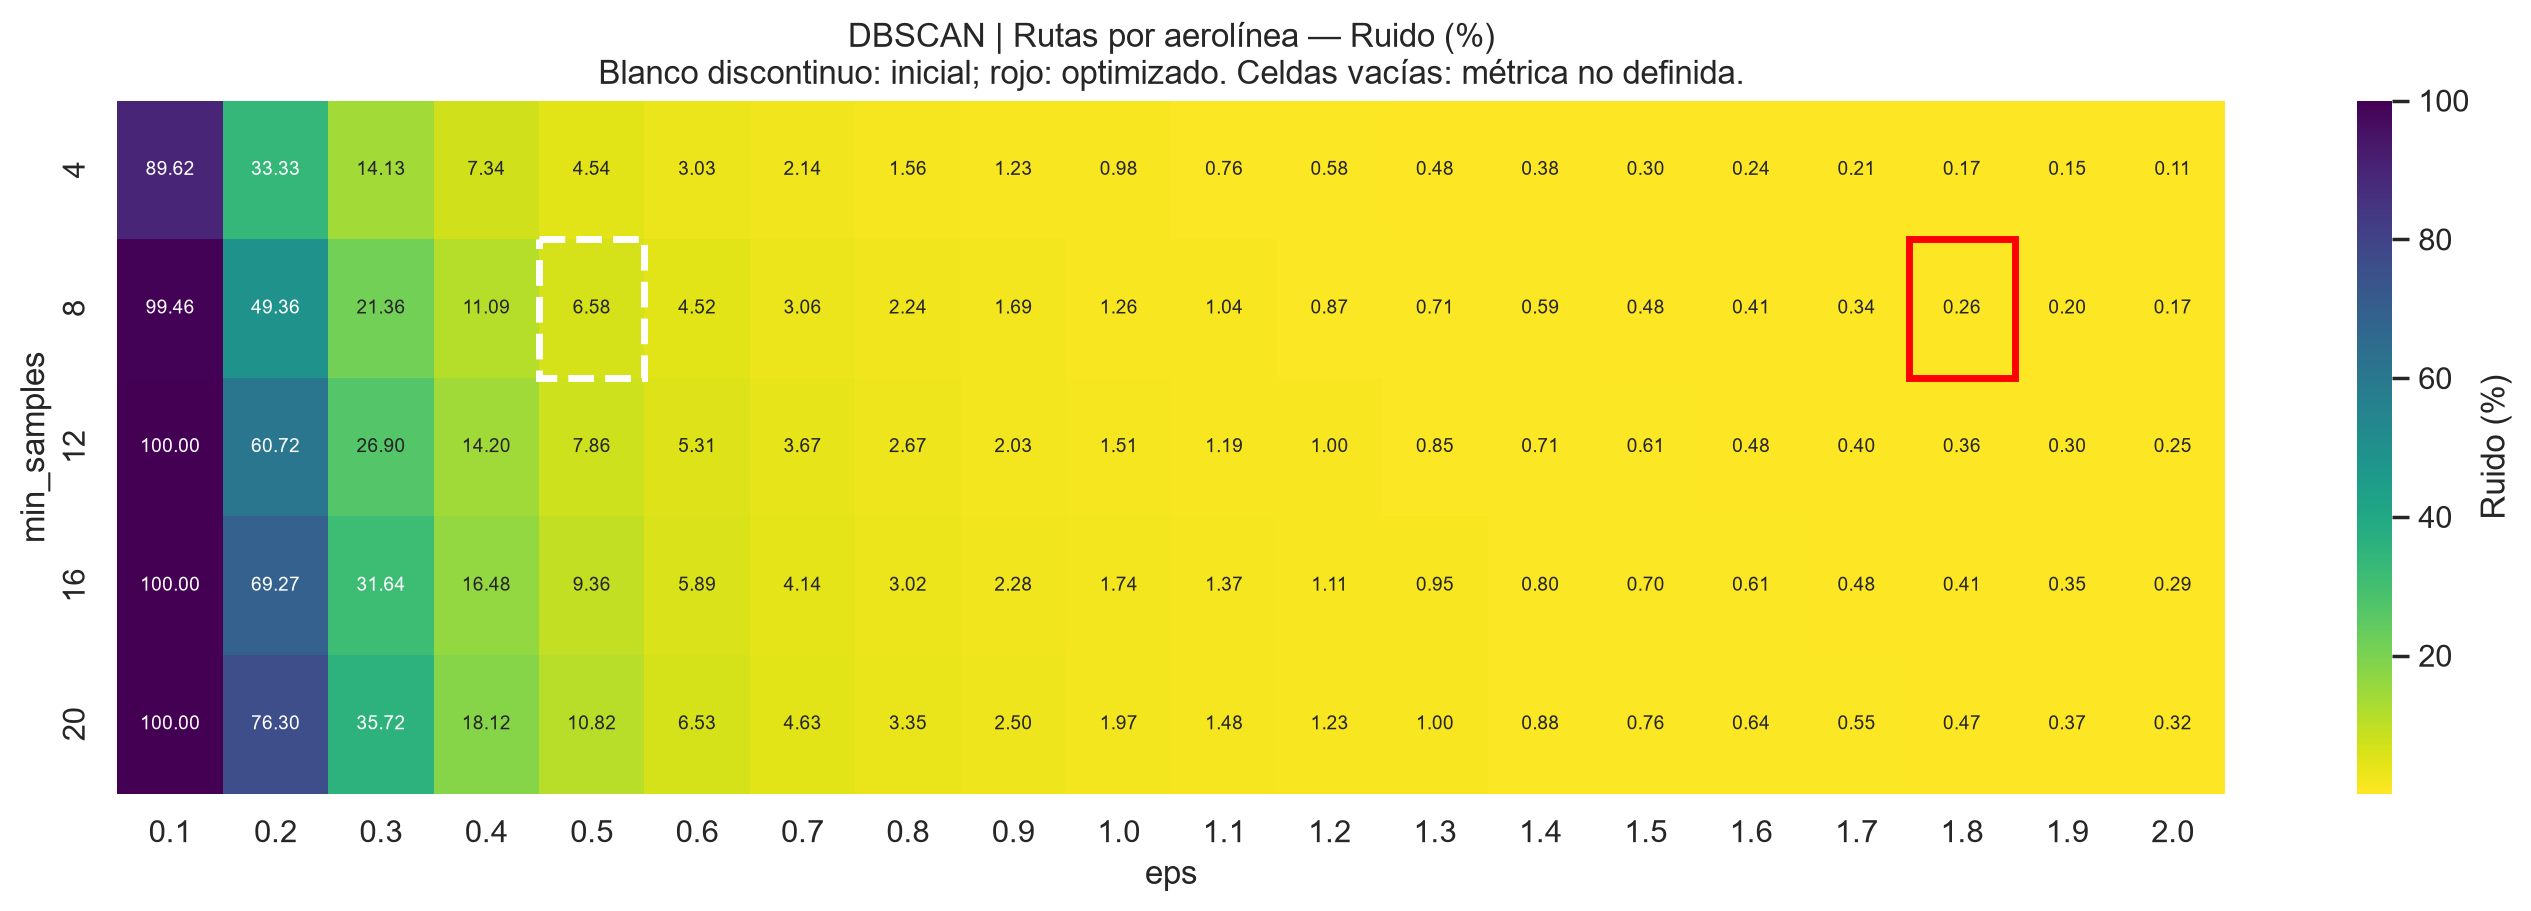 DBSCAN | Rutas por aerolínea — Ruido (%)
Blanco discontinuo: inicial; rojo: optimizado. Celdas vacías: métrica no definida.
min_samples
4 89.62 33.33 14.13 7.34 4.54 3.03 2.14 1.56 1.23 0.98 0.76 0.58 0.48 0.38 0.30 0.24 0.21 0.17 0.15 0.11
8 99.46 49.36 21.36 11.09 6.58 4.52 3.06 2.24 1.69 1.26 1.04 0.87 0.71 0.59 0.48 0.41 0.34 0.26 0.20 0.17
12 100.00 60.72 26.90 14.20 7.86 5.31 3.67 2.67 2.03 1.51 1.19 1.00 0.85 0.71 0.61 0.48 0.40 0.36 0.30 0.25
16 100.00 69.27 31.64 16.48 9.36 5.89 4.14 3.02 2.28 1.74 1.37 1.11 0.95 0.80 0.70 0.61 0.48 0.41 0.35 0.29
20 100.00 76.30 35.72 18.12 10.82 6.53 4.63 3.35 2.50 1.97 1.48 1.23 1.00 0.88 0.76 0.64 0.55 0.47 0.37 0.32
0.1 0.2 0.3 0.4 0.5 0.6 0.7 0.8 0.9 1.0 1.1 1.2 1.3 1.4 1.5 1.6 1.7 1.8 1.9 2.0
eps
100
80
60
40
20
Ruido (%)